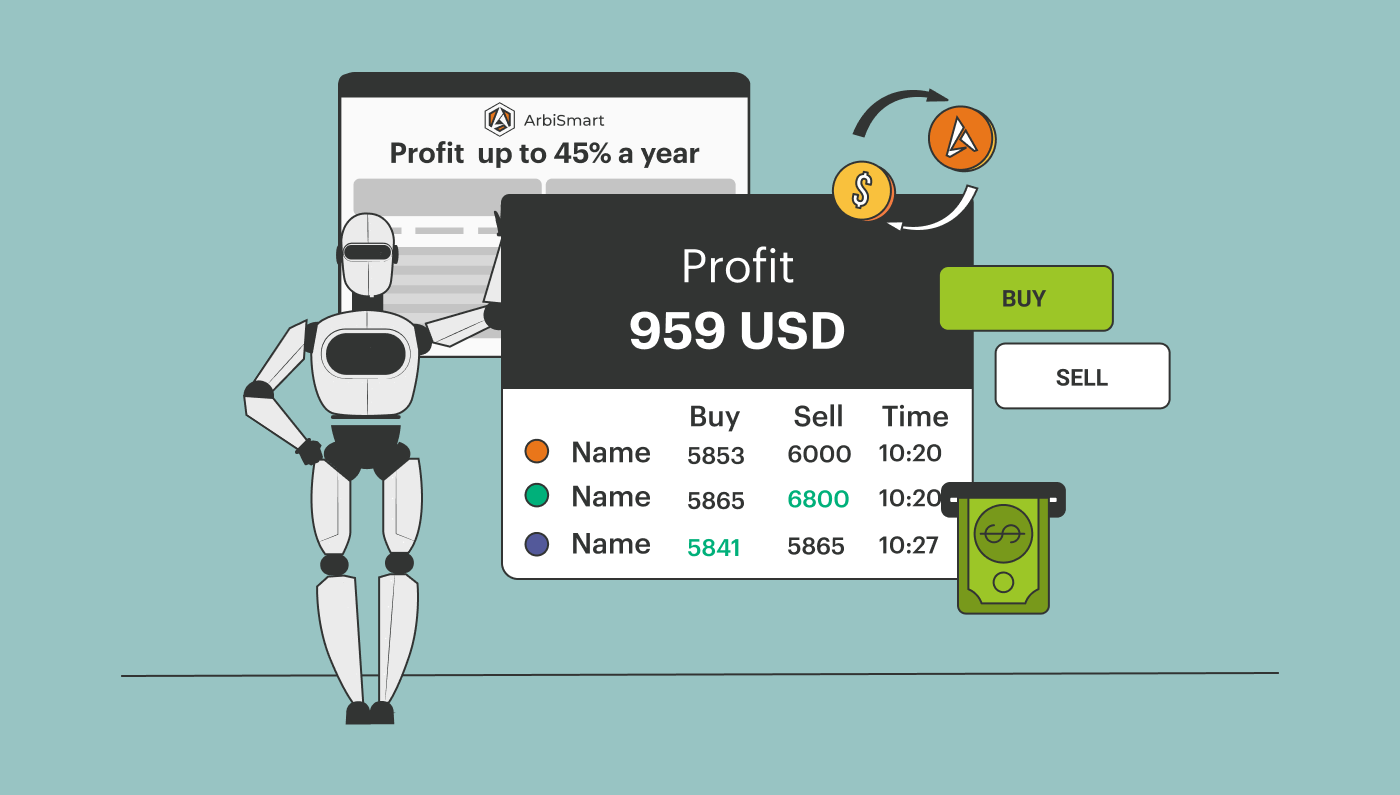 ArbiSmart
Profit up to 45% a year
$
Profit
959 USD
BUY
SELL
Buy Sell Time
Name 5853 6000 10:20
Name 5865 6800 10:20
Name 5841 5865 10:27
$